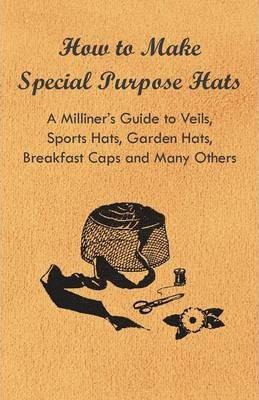 How to Make
Special Purpose Hats
A Milliner's Guide to Veils,
Sports Hats, Garden Hats,
Breakfast Caps and Many Others